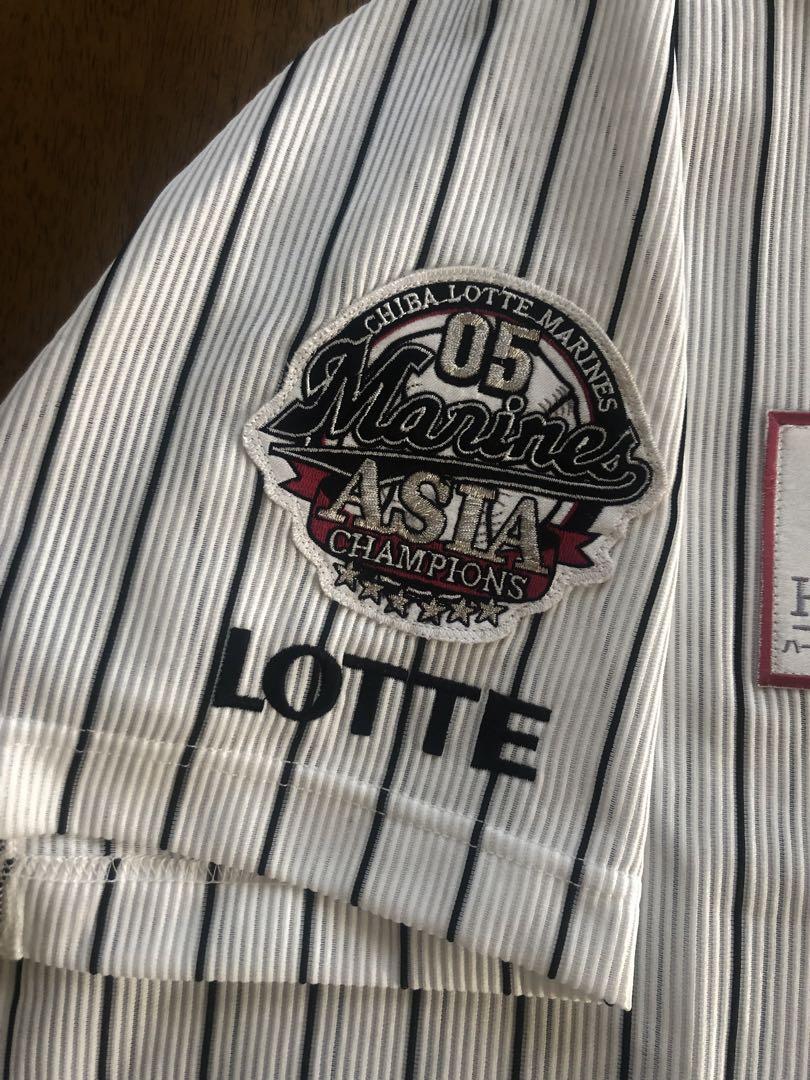 CHIBA LOTTE MARINES
05
Marines
ASIA
CHAMPIONS
LOTTE